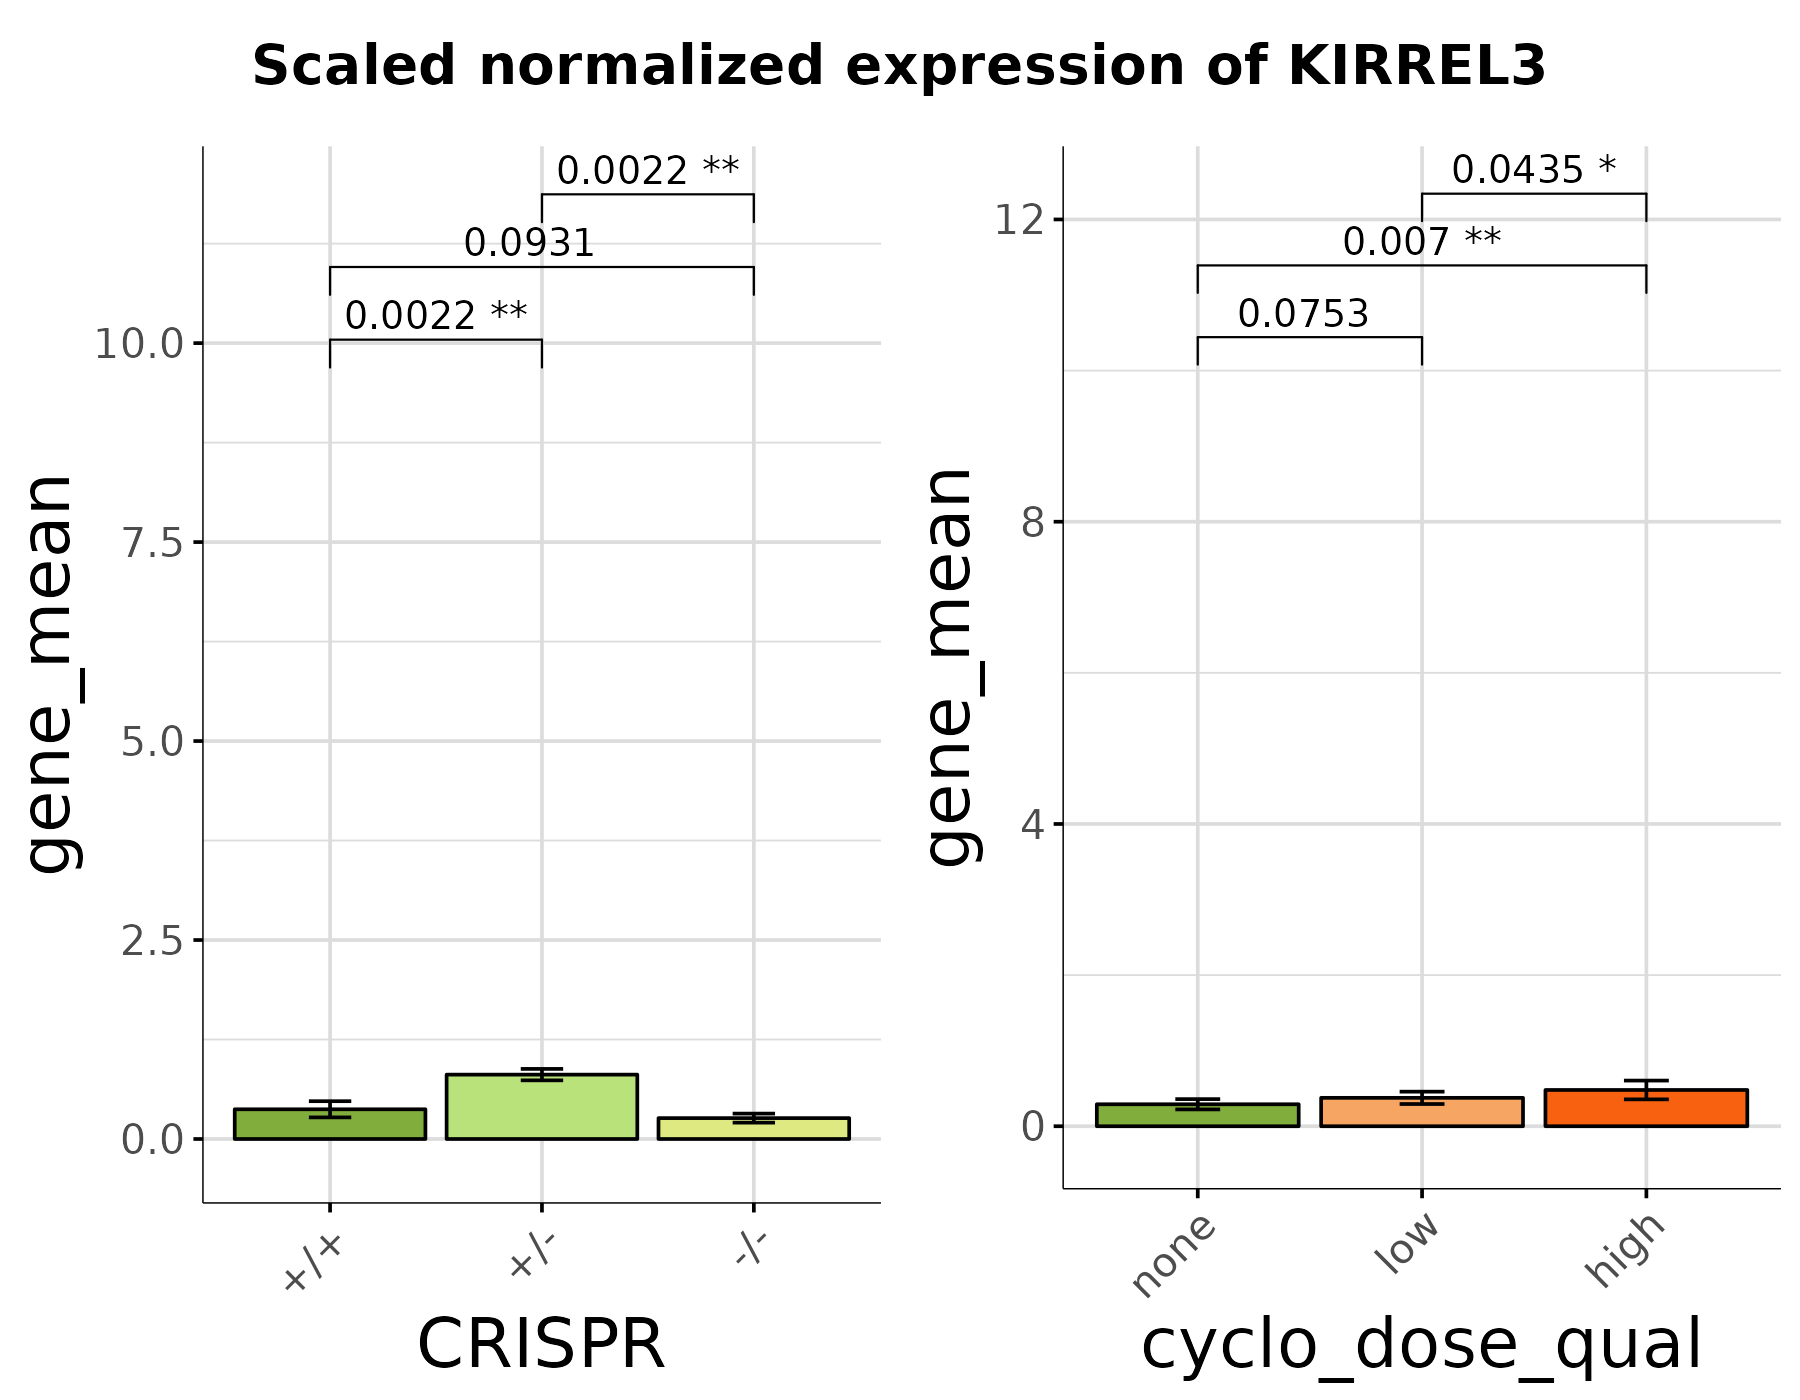 Scaled normalized expression of KIRREL3
0.0022 **
0.0931
0.0022 **
10.0
7.5
5.0
2.5
0.0
gene_mean
+/+
+/-
-/-
CRISPR
0.0435 *
0.007 **
0.0753
12
8
4
0
gene_mean
none
low
high
cyclo_dose_qual